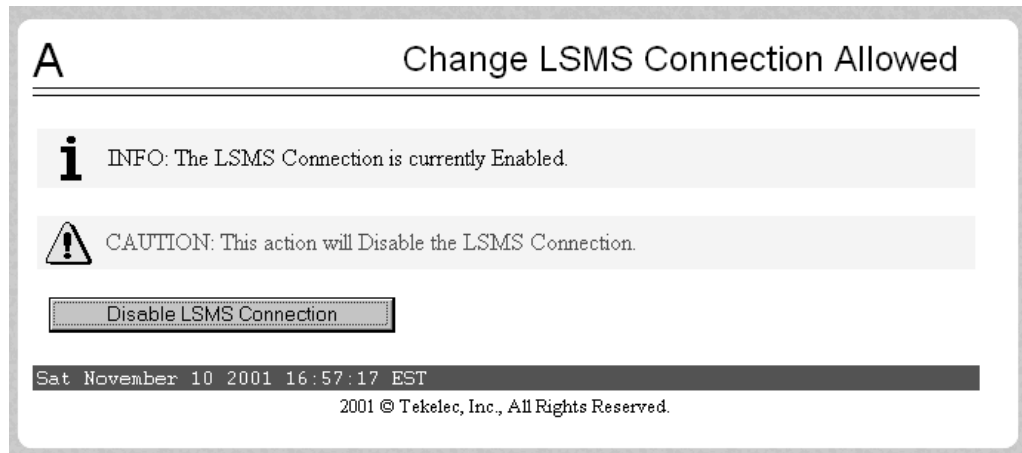 A
Change LSMS Connection Allowed
INFO: The LSMS Connection is currently Enabled.
CAUTION: This action will Disable the LSMS Connection.
Disable LSMS Connection
Sat November 10 2001 16:57:17 EST
2001 © Tekelec, Inc., All Rights Reserved.